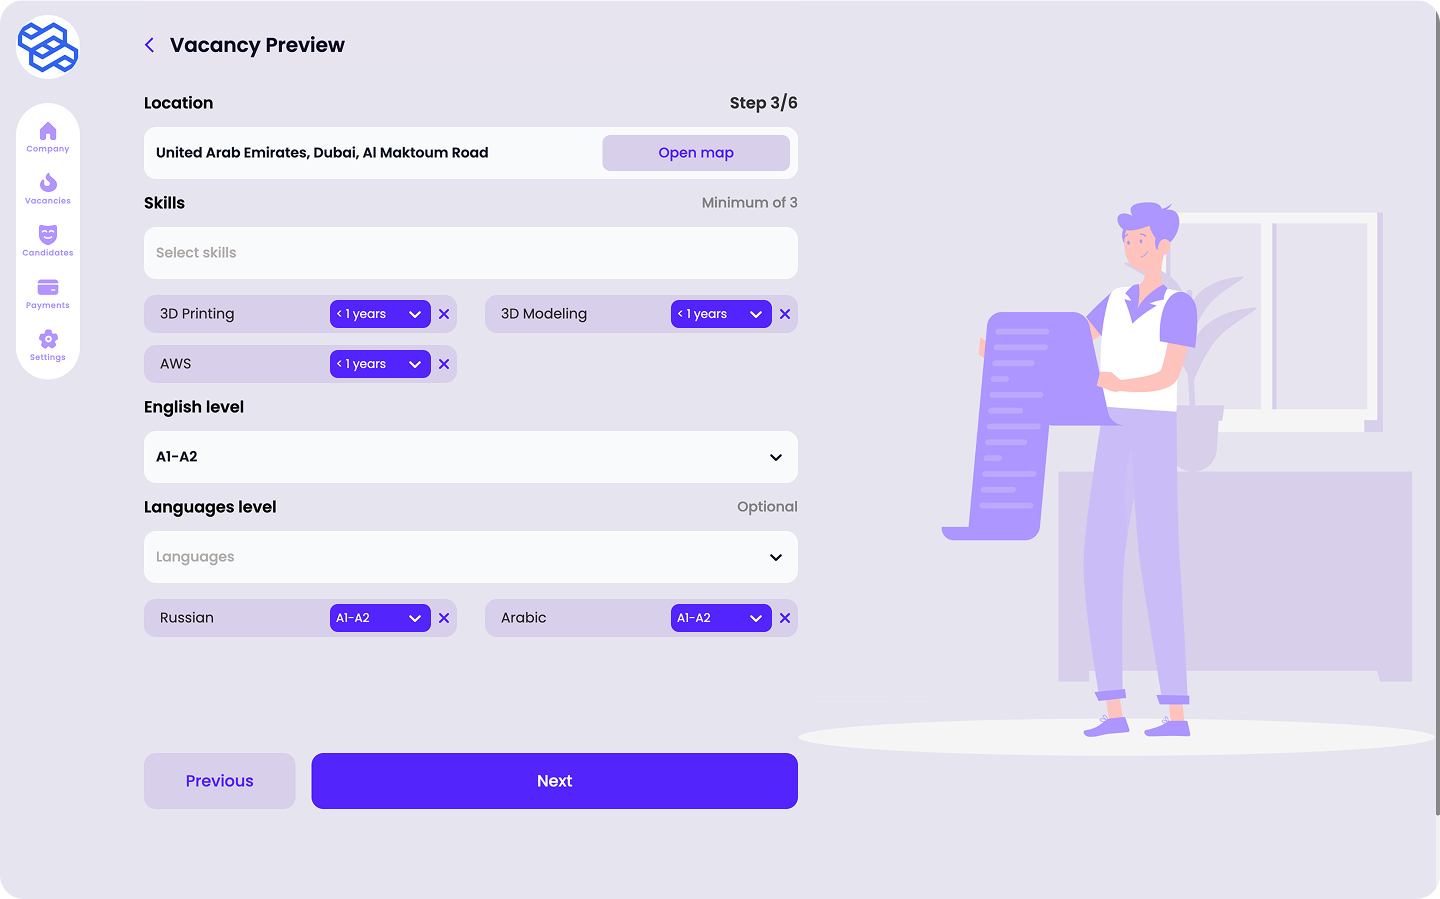 Vacancy Preview
Company
Vacancies
Candidates
Payments
Settings
Location
Step 3/6
United Arab Emirates, Dubai, Al Maktoum Road
Open map
Skills
Minimum of 3
Select skills
3D Printing
< 1 years
3D Modeling
< 1 years
AWS
< 1 years
English level
A1-A2
Languages level
Optional
Languages
Russian
A1-A2
Arabic
A1-A2
Previous
Next